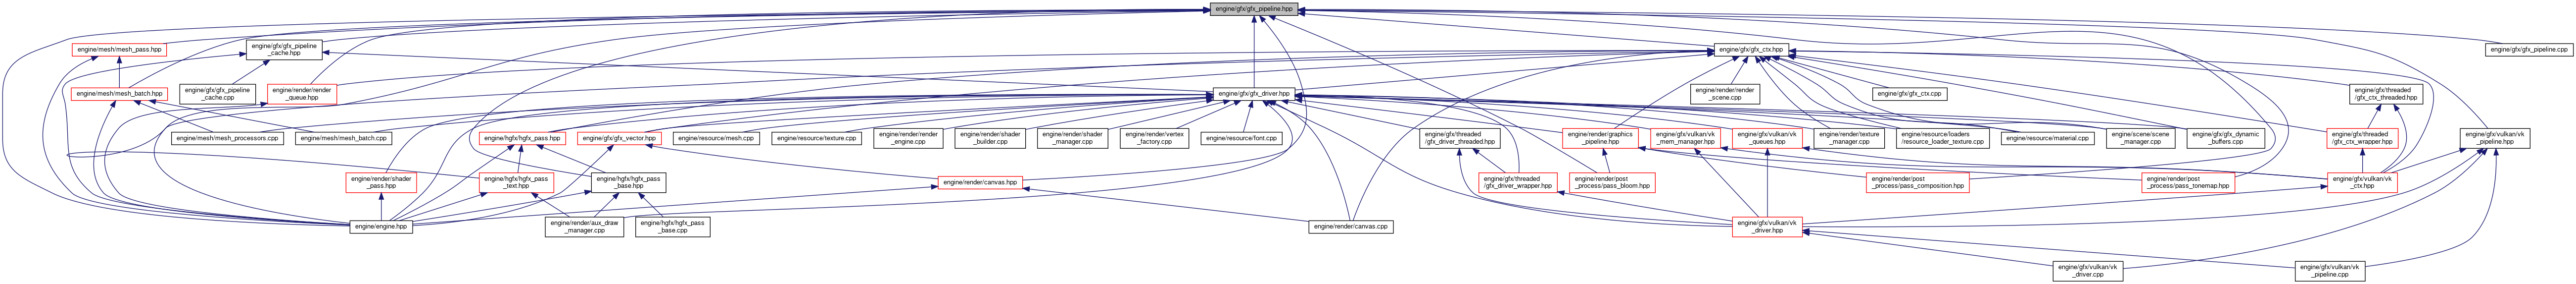 engine/gfx/gfx_pipeline.hpp
engine/mesh/mesh_pass.hpp
engine/gfx/gfx_pipeline
_cache.hpp
engine/gfx/gfx_ctx.hpp
engine/gfx/gfx_pipeline.cpp
engine/mesh/mesh_batch.hpp
engine/gfx/gfx_pipeline
_cache.cpp
engine/render/render
_queue.hpp
engine/gfx/gfx_driver.hpp
engine/render/render
_scene.cpp
engine/gfx/gfx_ctx.cpp
engine/gfx/threaded
/gfx_ctx_threaded.hpp
engine/mesh/mesh_processors.cpp
engine/mesh/mesh_batch.cpp
engine/hgfx/hgfx_pass.hpp
engine/gfx/gfx_vector.hpp
engine/resource/mesh.cpp
engine/resource/texture.cpp
engine/render/render
_engine.cpp
engine/render/shader
_builder.cpp
engine/render/shader
_manager.cpp
engine/render/vertex
_factory.cpp
engine/resource/font.cpp
engine/gfx/threaded
/gfx_driver_threaded.hpp
engine/render/graphics
_pipeline.hpp
engine/gfx/vulkan/vk
_mem_manager.hpp
engine/gfx/vulkan/vk
_queues.hpp
engine/render/texture
_manager.cpp
engine/resource/loaders
/resource_loader_texture.cpp
engine/resource/material.cpp
engine/scene/scene
_manager.cpp
engine/gfx/gfx_dynamic
_buffers.cpp
engine/gfx/threaded
/gfx_ctx_wrapper.hpp
engine/gfx/vulkan/vk
_pipeline.hpp
engine/render/shader
_pass.hpp
engine/hgfx/hgfx_pass
_text.hpp
engine/hgfx/hgfx_pass
_base.hpp
engine/render/canvas.hpp
engine/gfx/threaded
/gfx_driver_wrapper.hpp
engine/render/post
_process/pass_bloom.hpp
engine/render/post
_process/pass_composition.hpp
engine/render/post
_process/pass_tonemap.hpp
engine/gfx/vulkan/vk
_ctx.hpp
engine/engine.hpp
engine/render/aux_draw
_manager.cpp
engine/hgfx/hgfx_pass
_base.cpp
engine/render/canvas.cpp
engine/gfx/vulkan/vk
_driver.hpp
engine/gfx/vulkan/vk
_driver.cpp
engine/gfx/vulkan/vk
_pipeline.cpp